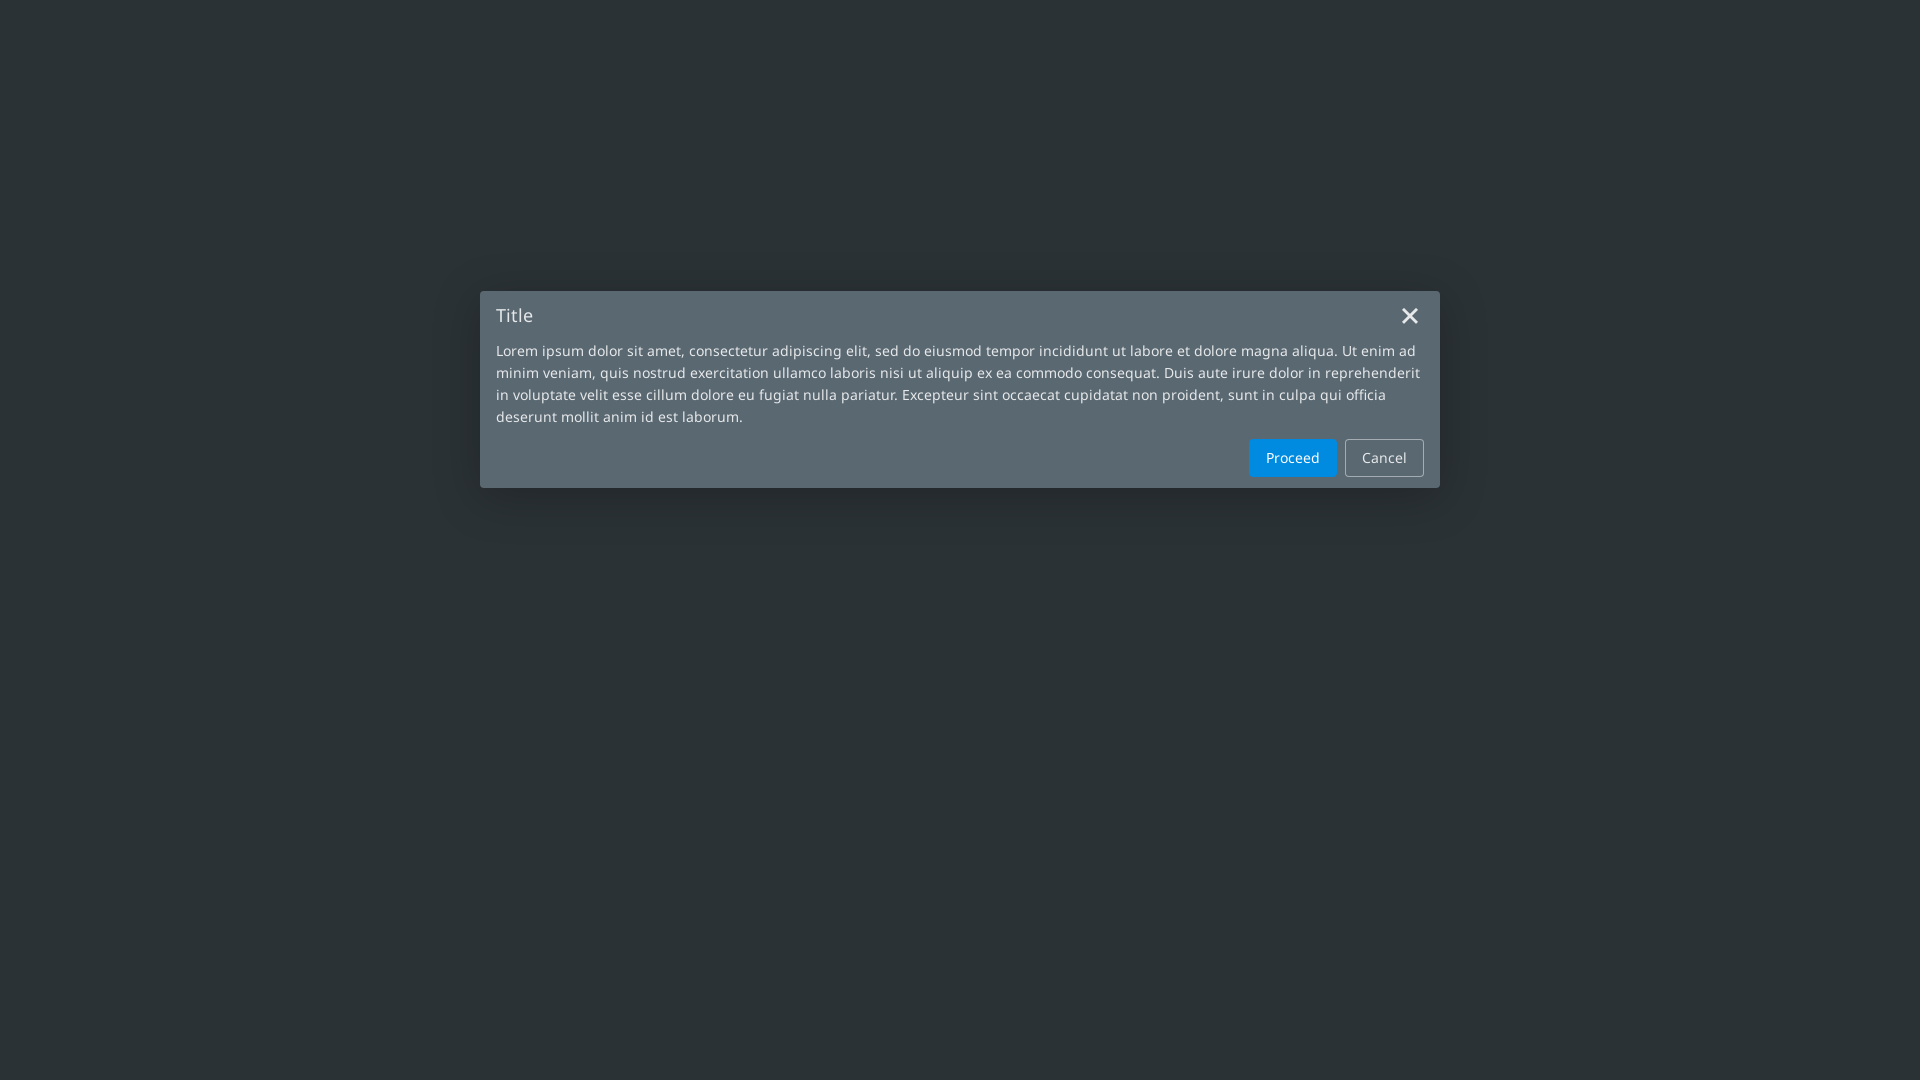 Title
Lorem ipsum dolor sit amet, consectetur adipiscing elit, sed do eiusmod tempor incididunt ut labore et dolore magna aliqua. Ut enim ad
minim veniam, quis nostrud exercitation ullamco laboris nisi ut aliquip ex ea commodo consequat. Duis aute irure dolor in reprehenderit
in voluptate velit esse cillum dolore eu fugiat nulla pariatur. Excepteur sint occaecat cupidatat non proident, sunt in culpa qui officia
deserunt mollit anim id est laborum.
Proceed Cancel